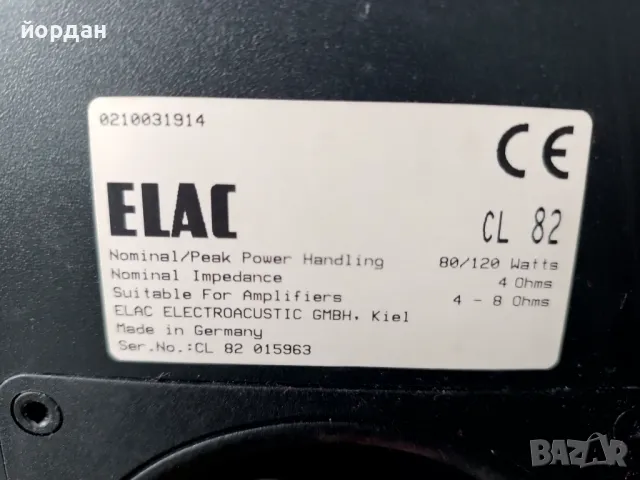 йордан
0210031914
CE
ELAC
CL 82
Nominal/Peak Power Handling 80/120 Watts
Nominal Impedance 4 Ohms
Suitable For Amplifiers 4 - 8 Ohms
ELAC ELECTROACUSTIC GMBH. Kiel
Made in Germany
Ser.No.:CL 82 015963
BAZAR